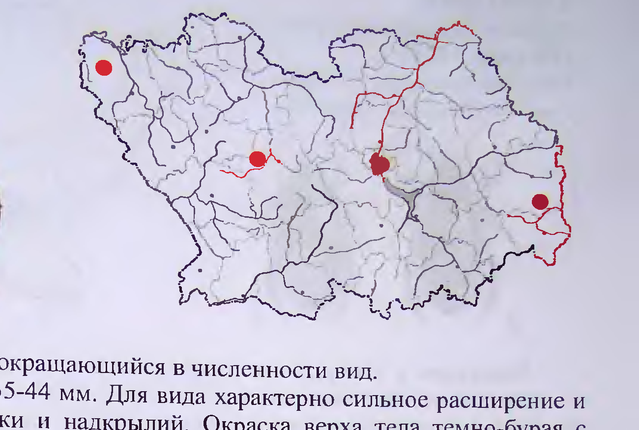 окращающийся в численности вид.
5-44 мм. Для вида характерно сильное расширение и
ки и надкрылий. Окраска верха тела темно-бурая с